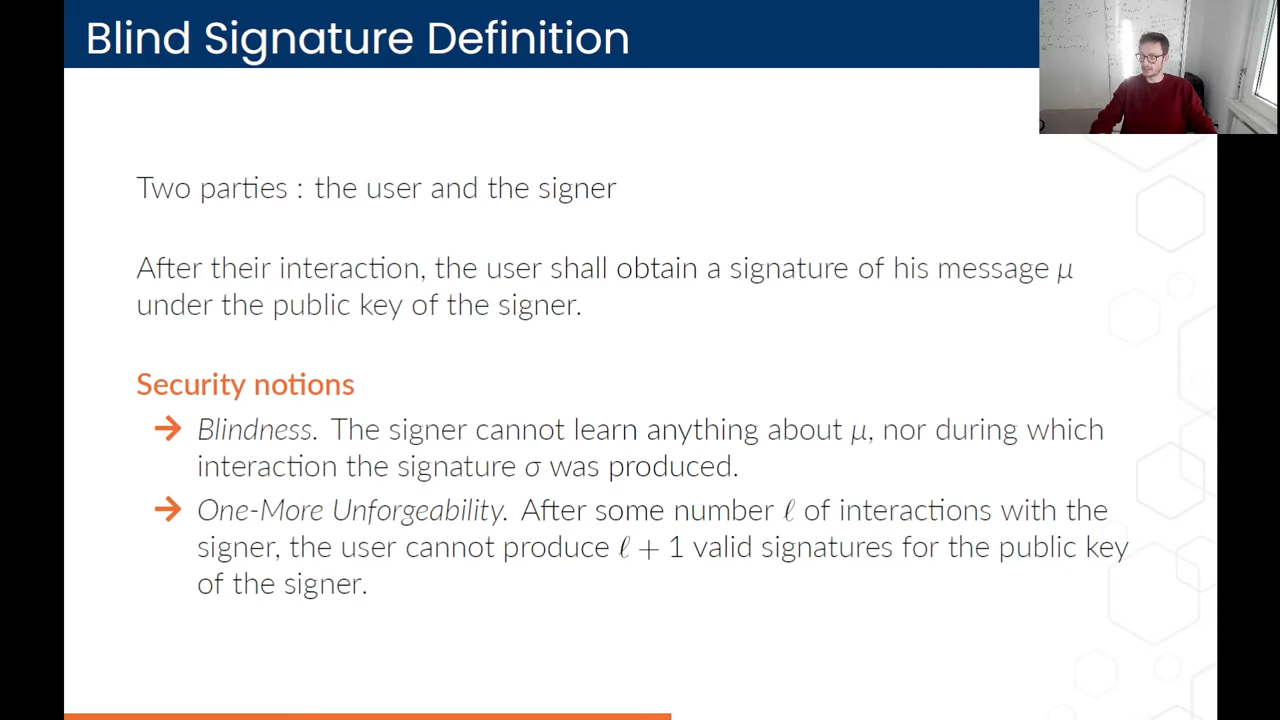 Blind Signature Definition
Two parties : the user and the signer
After their interaction, the user shall obtain a signature of his message μ
under the public key of the signer.
Security notions
→ Blindness. The signer cannot learn anything about μ, nor during which
interaction the signature σ was produced.
→ One-More Unforgeability. After some number ℓ of interactions with the
signer, the user cannot produce ℓ + 1 valid signatures for the public key
of the signer.